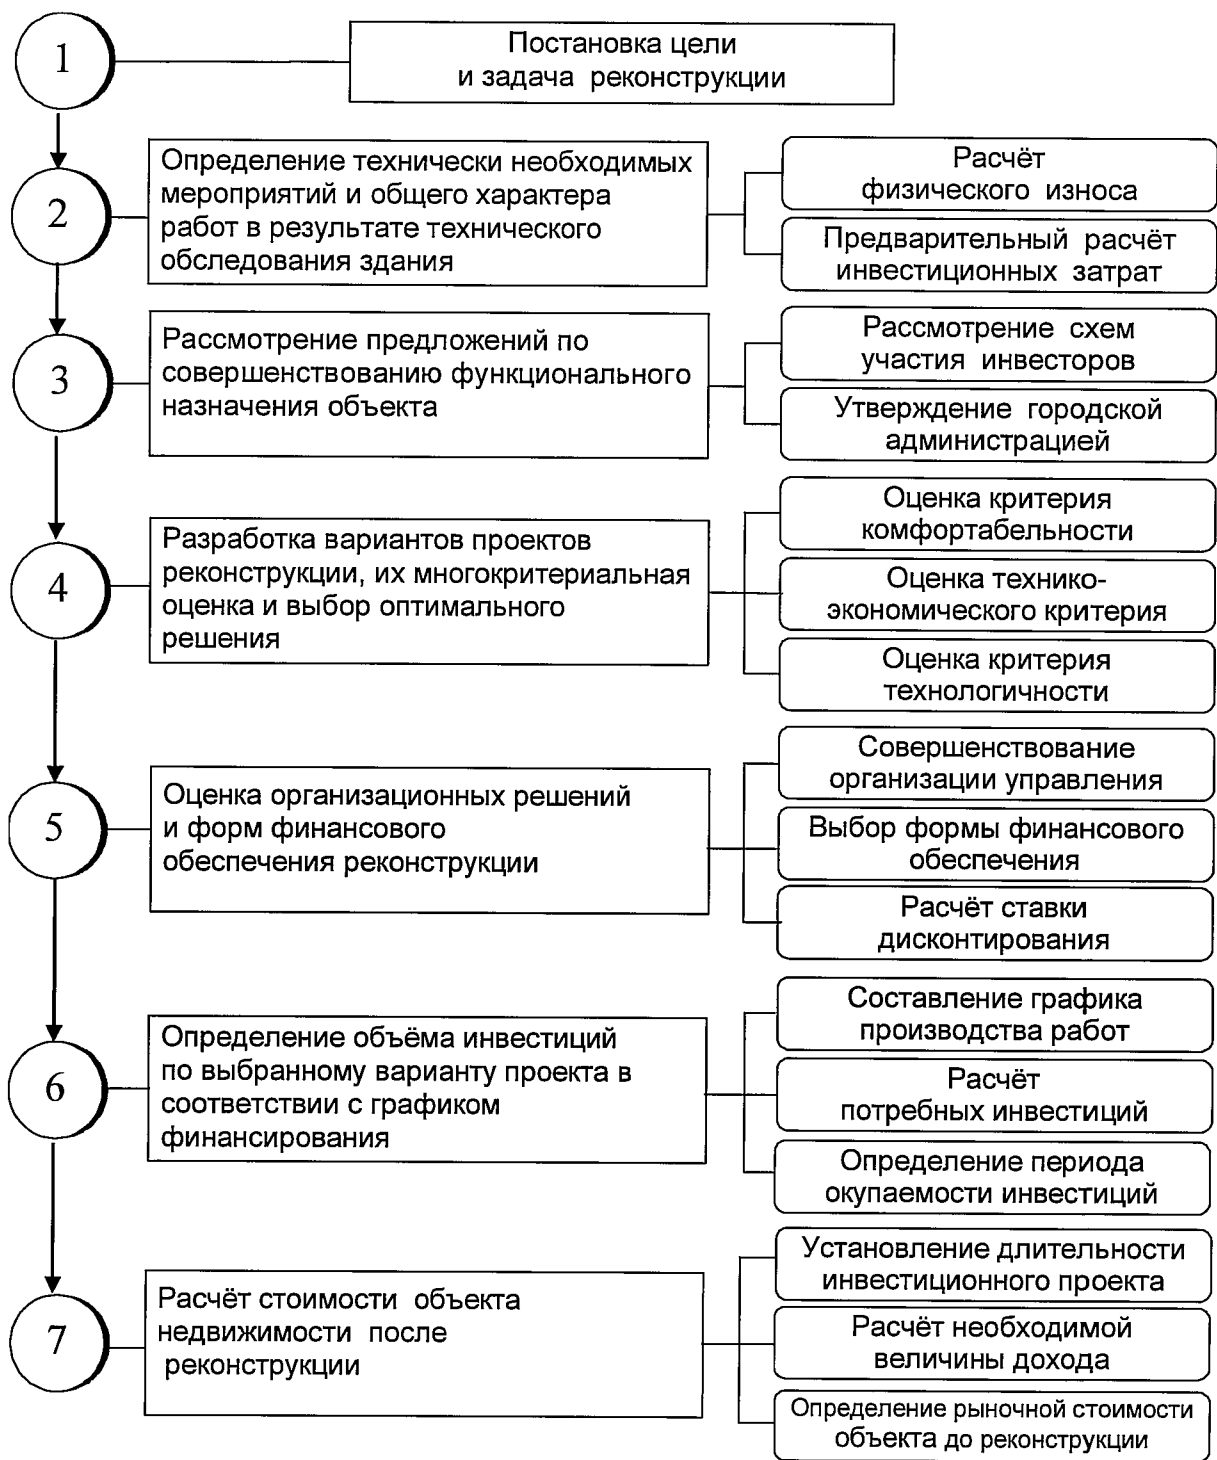 1
Постановка цели
и задача реконструкции
2
Определение технически необходимых
мероприятий и общего характера
работ в результате технического
обследования здания
Расчёт
физического износа
Предварительный расчёт
инвестиционных затрат
3
Рассмотрение предложений по
совершенствованию функционального
назначения объекта
Рассмотрение схем
участия инвесторов
Утверждение городской
администрацией
4
Разработка вариантов проектов
реконструкции, их многокритериальная
оценка и выбор оптимального
решения
Оценка критерия
комфортабельности
Оценка технико-
экономического критерия
Оценка критерия
технологичности
5
Оценка организационных решений
и форм финансового
обеспечения реконструкции
Совершенствование
организации управления
Выбор формы финансового
обеспечения
Расчёт ставки
дисконтирования
6
Определение объёма инвестиций
по выбранному варианту проекта в
соответствии с графиком
финансирования
Составление графика
производства работ
Расчёт
потребных инвестиций
Определение периода
окупаемости инвестиций
7
Расчёт стоимости объекта
недвижимости после
реконструкции
Установление длительности
инвестиционного проекта
Расчёт необходимой
величины дохода
Определение рыночной стоимости
объекта до реконструкции